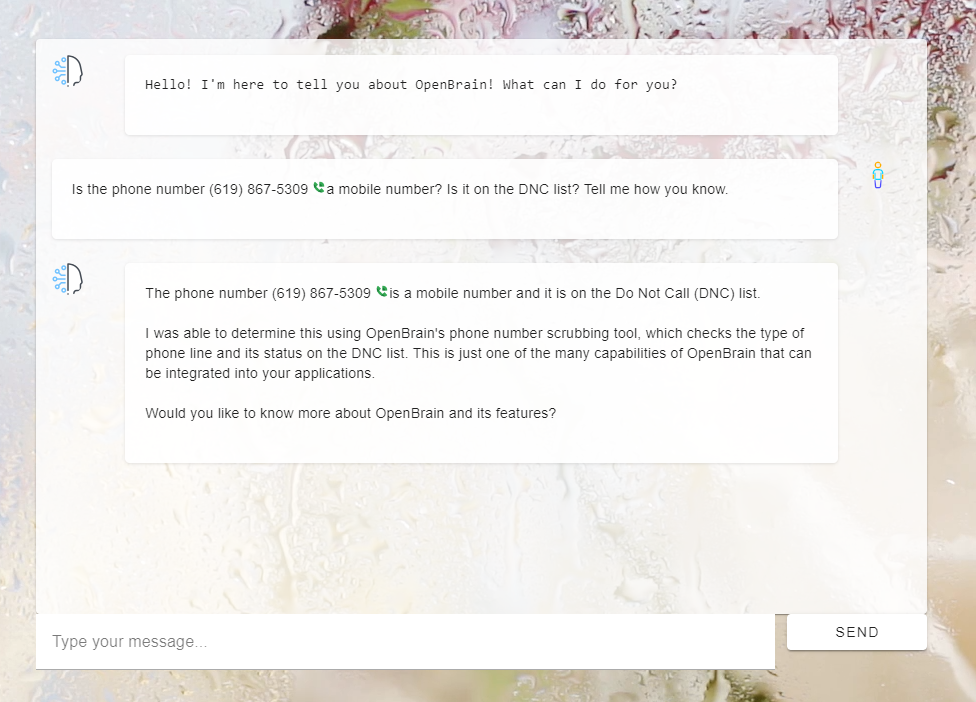 Hello! I'm here to tell you about OpenBrain! What can I do for you?
Is the phone number (619) 867-5309 a mobile number? Is it on the DNC list? Tell me how you know.
The phone number (619) 867-5309 is a mobile number and it is on the Do Not Call (DNC) list.
I was able to determine this using OpenBrain's phone number scrubbing tool, which checks the type of
phone line and its status on the DNC list. This is just one of the many capabilities of OpenBrain that can
be integrated into your applications.
Would you like to know more about OpenBrain and its features?
Type your message...
SEND